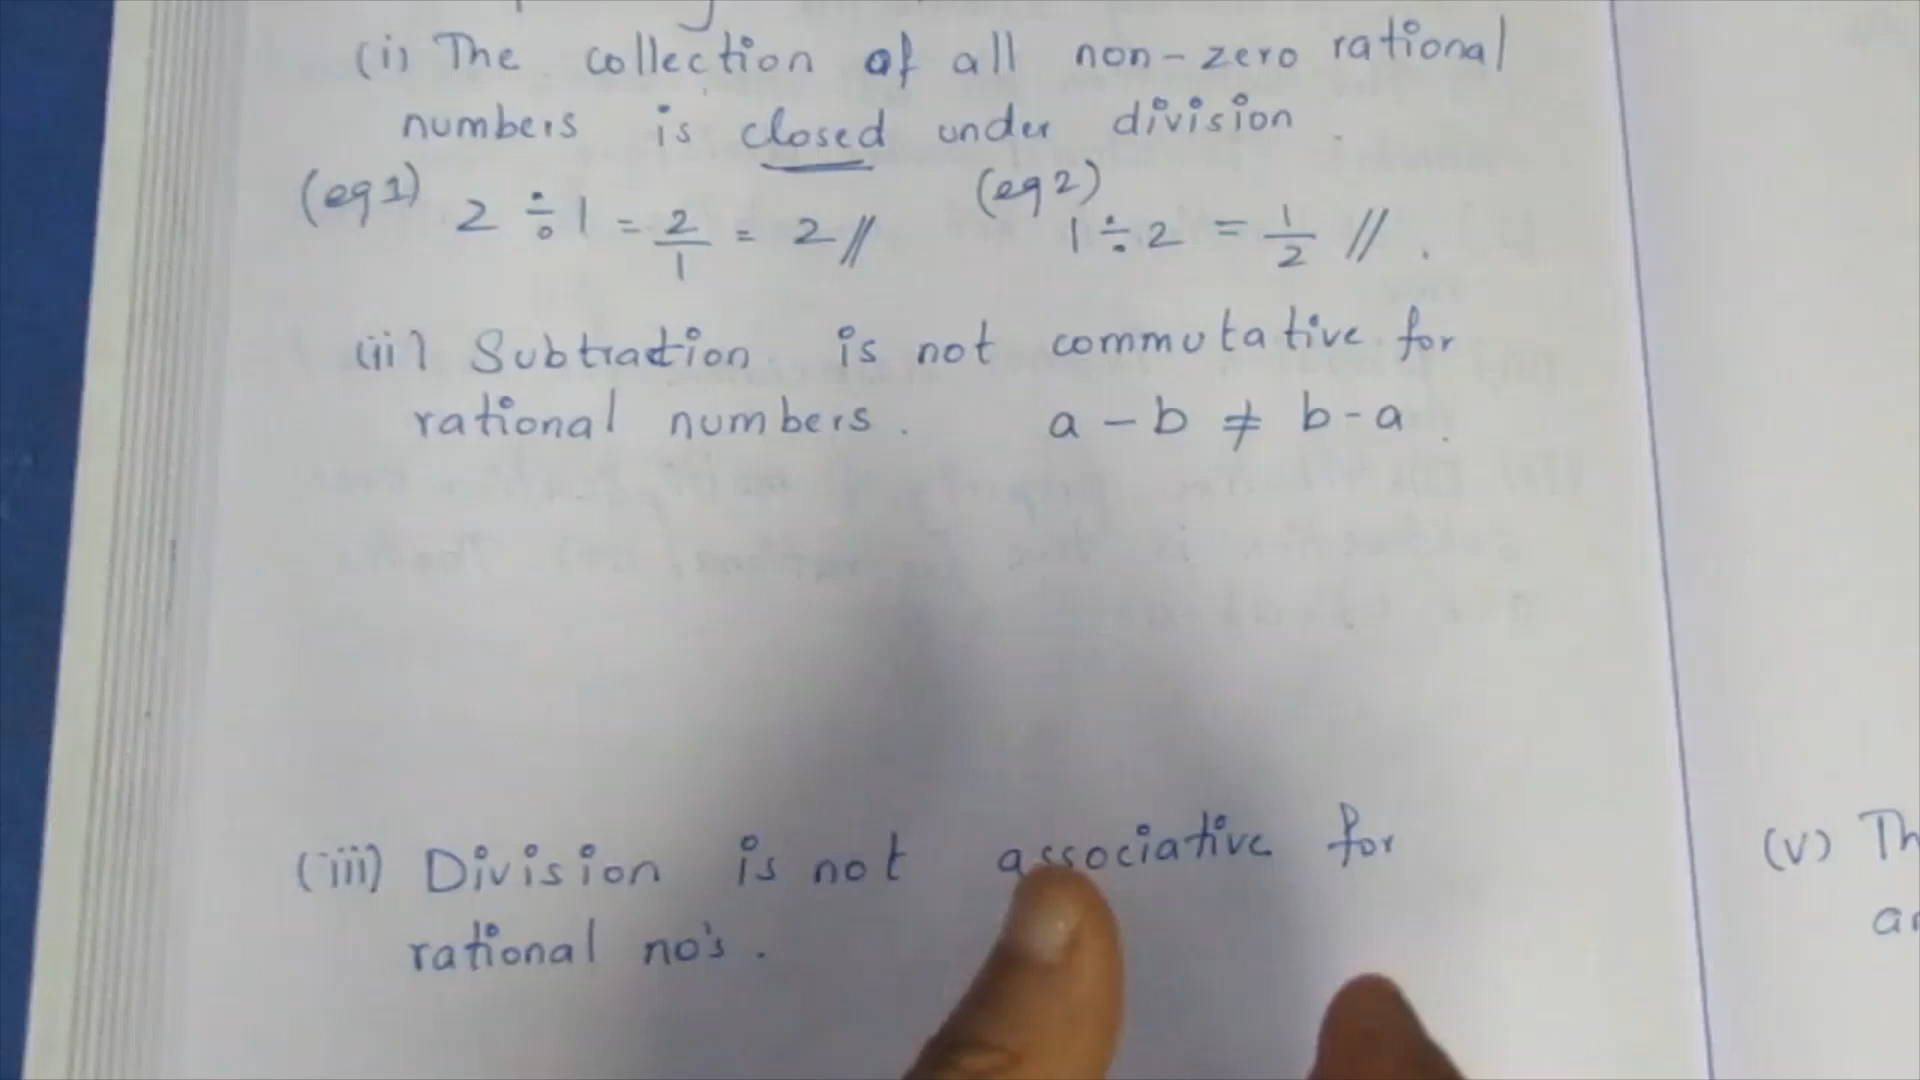 (i) The collection of all non-zero rational
numbers is closed under division.
(eg 1) 2 ÷ 1 = 2/1 = 2 // (eg 2) 1 ÷ 2 = 1/2 // .
(ii) Subtraction is not commutative for
rational numbers. a - b ≠ b - a.
(iii) Division is not associative for
rational no's.
(v) Th